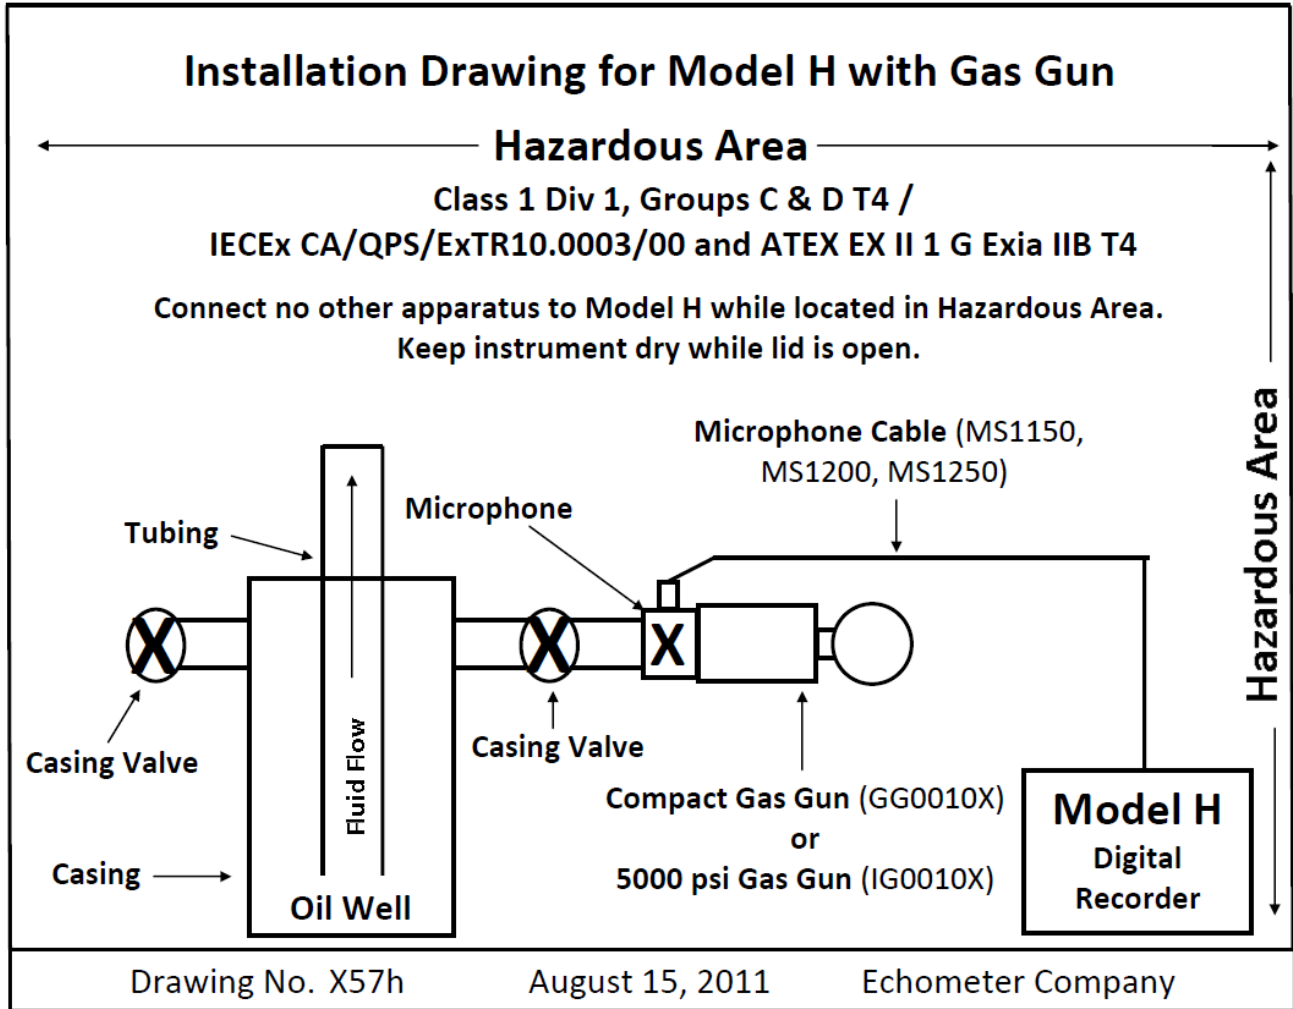 Installation Drawing for Model H with Gas Gun
Hazardous Area
Class 1 Div 1, Groups C & D T4 /
IECEx CA/QPS/ExTR10.0003/00 and ATEX EX II 1 G Exia IIB T4
Connect no other apparatus to Model H while located in Hazardous Area.
Keep instrument dry while lid is open.
Hazardous Area
Microphone Cable (MS1150,
MS1200, MS1250)
Microphone
Tubing
X
X
X
Fluid Flow
Casing Valve
Casing Valve
Compact Gas Gun (GG0010X)
or
5000 psi Gas Gun (IG0010X)
Model H
Digital
Recorder
Casing
Oil Well
Drawing No. X57h
August 15, 2011
Echometer Company